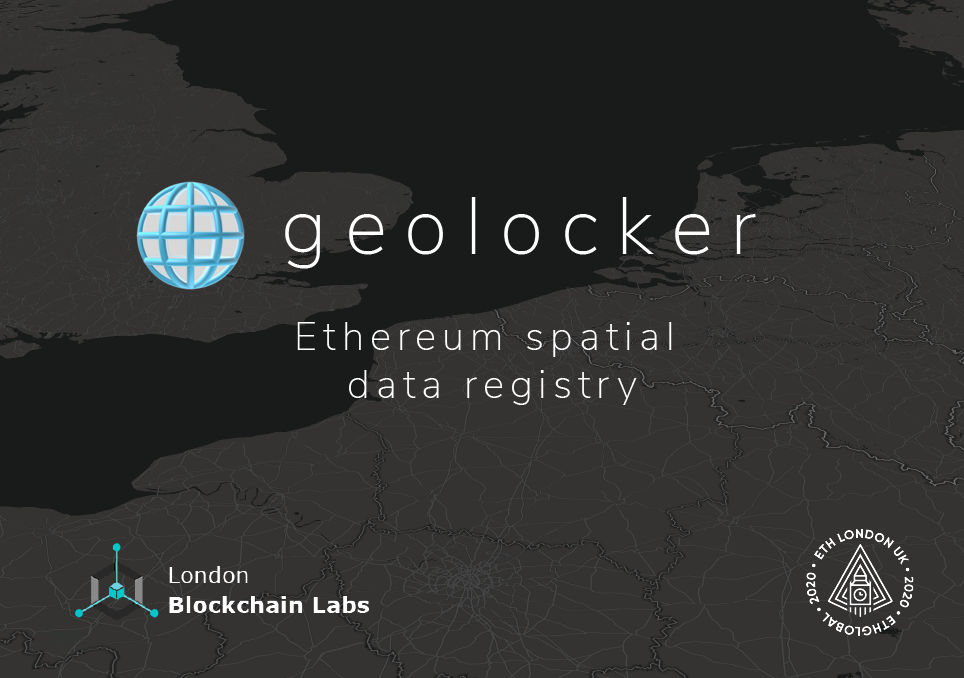 geolocker
Ethereum spatial
data registry
London
Blockchain Labs
ETH LONDON UK • 2020 • ETHGLOBAL • 2020 •